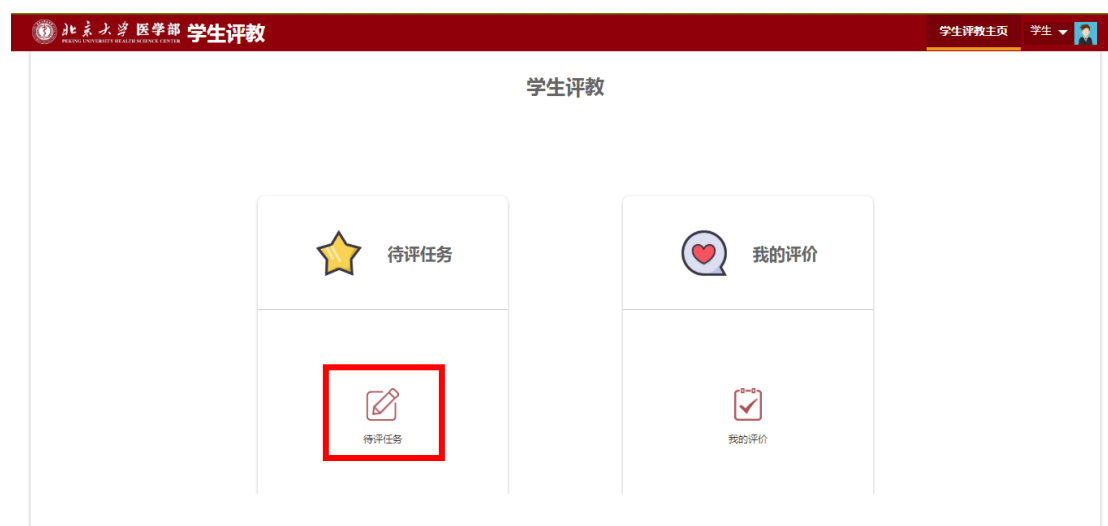 北京大学医学部 学生评教
PEKING UNIVERSITY HEALTH SCIENCE CENTER
学生评教主页 学生
学生评教
待评任务
我的评价
待评任务
我的评价